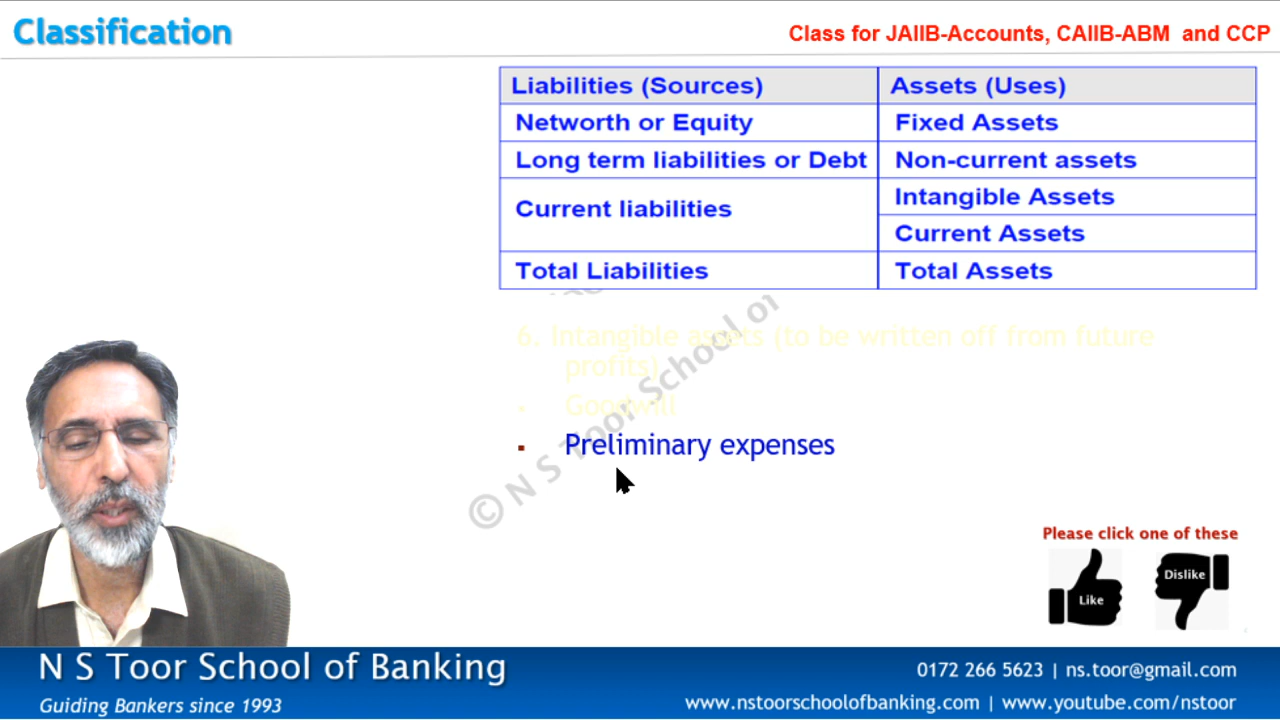 Classification
Class for JAIIB-Accounts, CAIIB-ABM and CCP
Liabilities (Sources) Assets (Uses)
Networth or Equity Fixed Assets
Long term liabilities or Debt Non-current assets
Current liabilities Intangible Assets
Current Assets
Total Liabilities Total Assets
6. Intangible assets (to be written off from future
profits)
Goodwill
Preliminary expenses
© N S Toor School of
Please click one of these
Like
Dislike
N S Toor School of Banking
Guiding Bankers since 1993
0172 266 5623 | ns.toor@gmail.com
www.nstoorschoolofbanking.com | www.youtube.com/nstoor